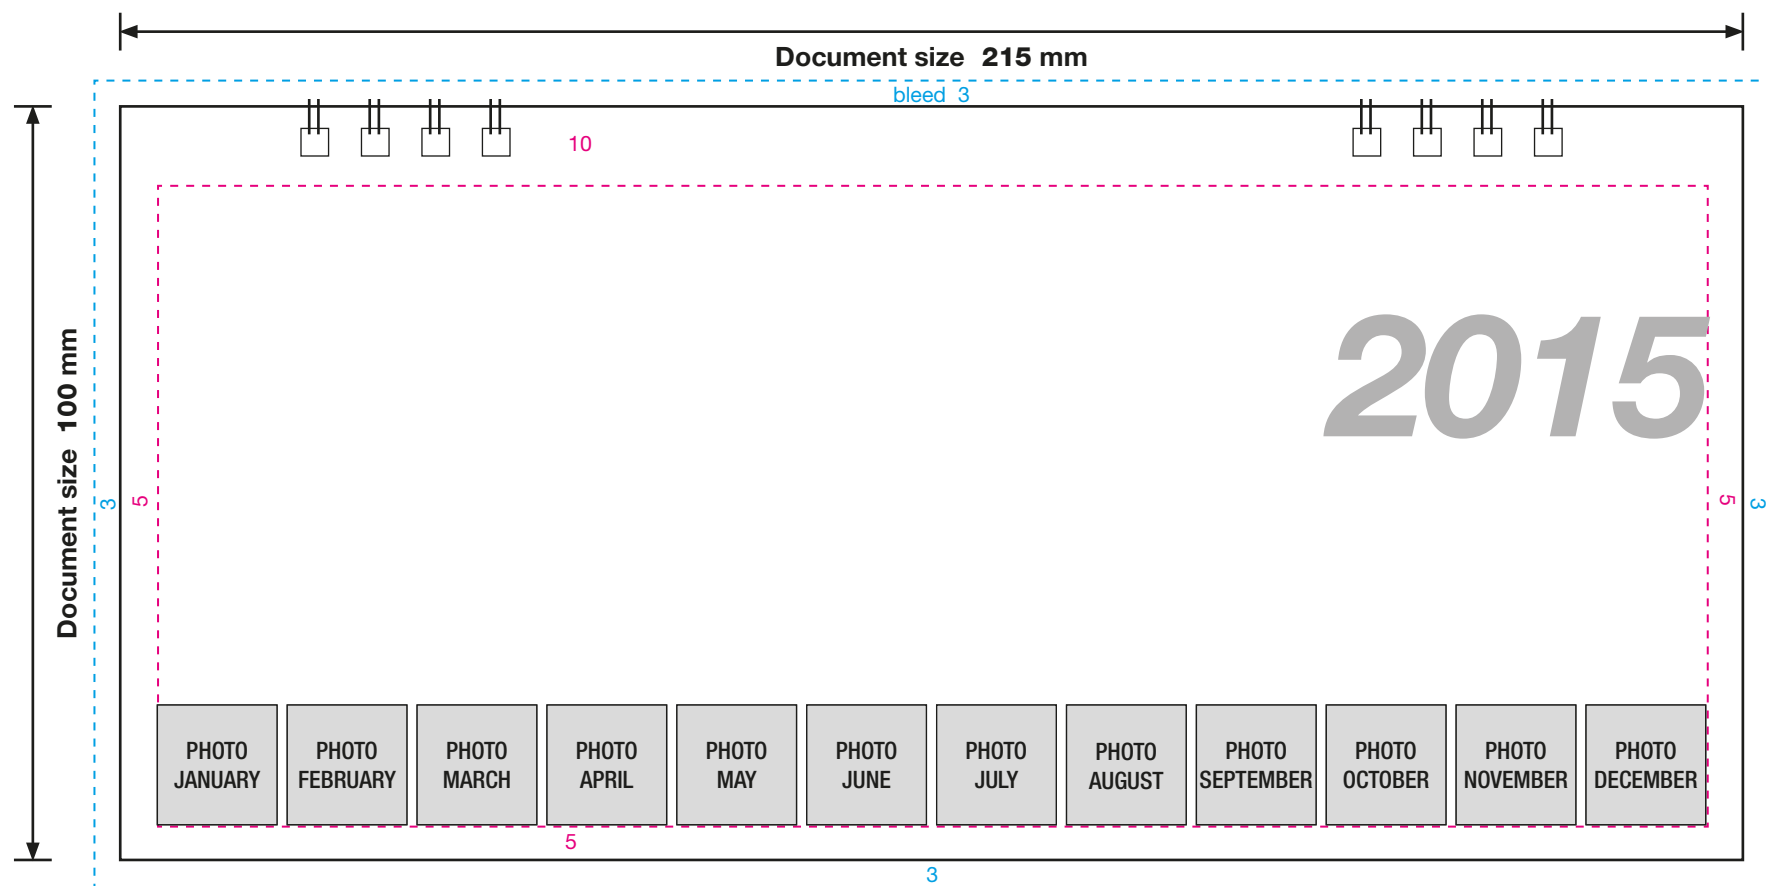 Document size 215 mm
bleed 3
10
2015
Document size 100 mm
3
5
5
3
PHOTO
JANUARY
PHOTO
FEBRUARY
PHOTO
MARCH
PHOTO
APRIL
PHOTO
MAY
PHOTO
JUNE
PHOTO
JULY
PHOTO
AUGUST
PHOTO
SEPTEMBER
PHOTO
OCTOBER
PHOTO
NOVEMBER
PHOTO
DECEMBER
5
3